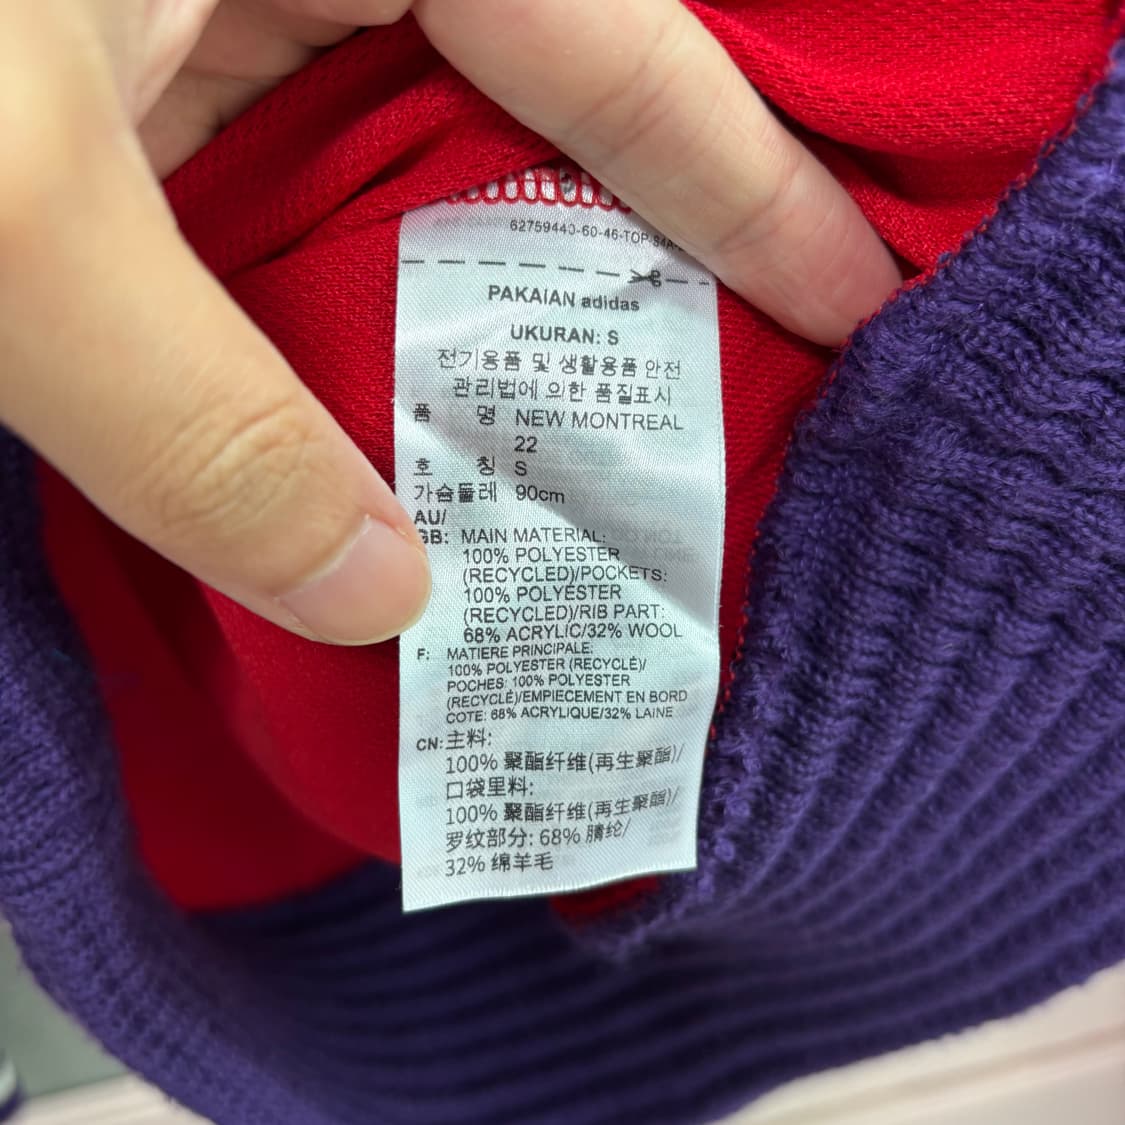 62759440-60-46-TOP-S4A-
PAKAIAN adidas
UKURAN: S
전기용품 및 생활용품 안전
관리법에 의한 품질표시
품 명 NEW MONTREAL
22
호 칭 S
가슴둘레 90cm
AU/
GB: MAIN MATERIAL:
100% POLYESTER
(RECYCLED)/POCKETS:
100% POLYESTER
(RECYCLED)/RIB PART:
68% ACRYLIC/32% WOOL
F: MATIERE PRINCIPALE:
100% POLYESTER (RECYCLÉ)/
POCHES: 100% POLYESTER
(RECYCLÉ)/EMPIECEMENT EN BORD
COTE: 68% ACRYLIQUE/32% LAINE
CN: 主料:
100% 聚酯纤维(再生聚酯)/
口袋里料:
100% 聚酯纤维(再生聚酯)/
罗纹部分: 68% 腈纶/
32% 绵羊毛